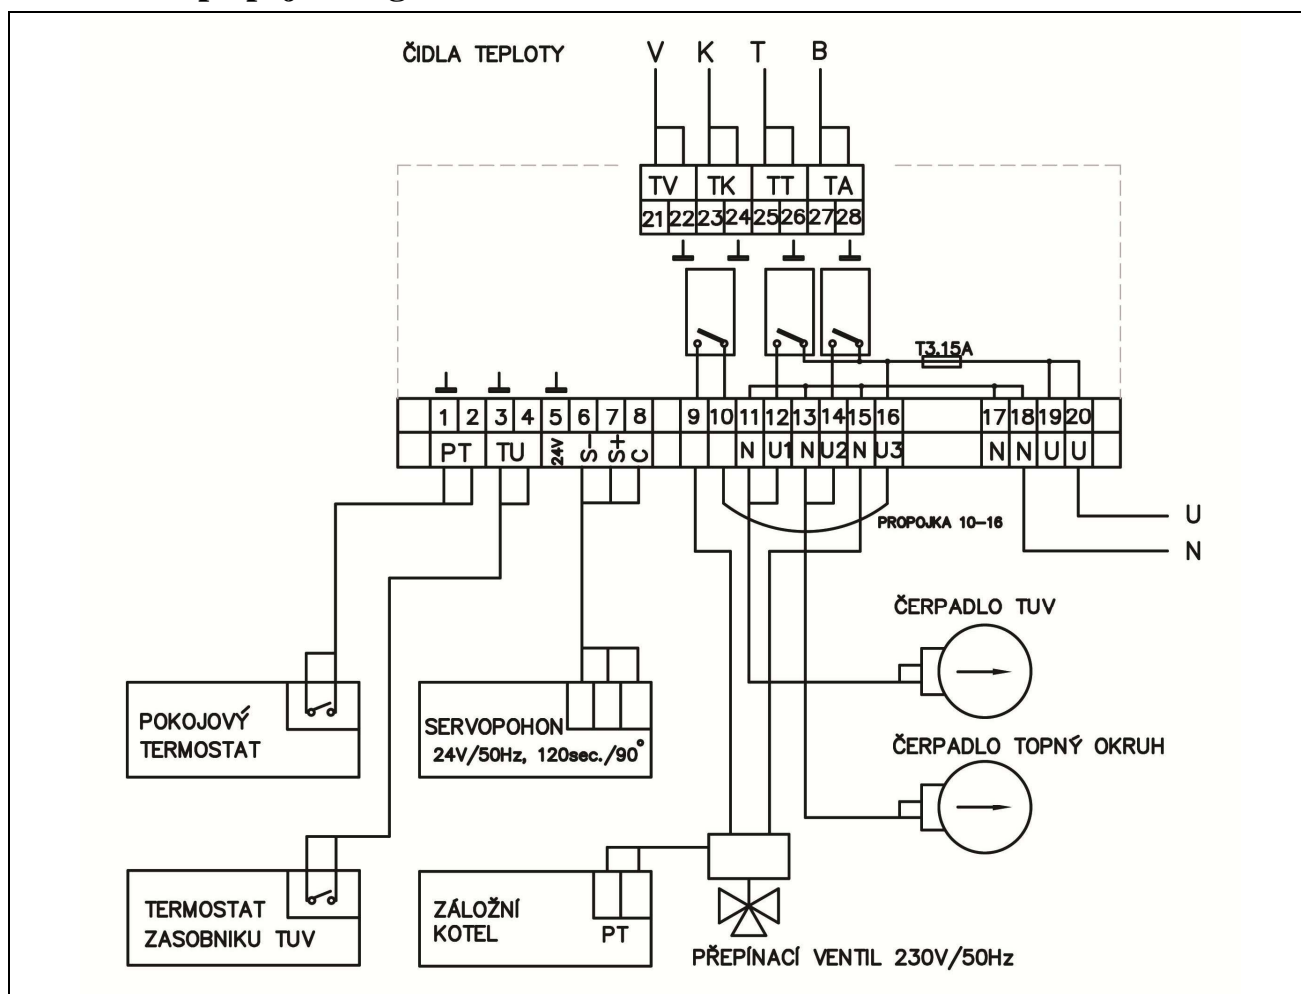 ČIDLA TEPLOTY V K T B
TV TK TT TA
21 22 23 24 25 26 27 28
T3,15A
1 2 3 4 5 6 7 8 9 10 11 12 13 14 15 16 17 18 19 20
PT TU 24V S- S+ C N U1 N U2 N U3 N N U U
PROPOJKA 10-16
U
N
ČERPADLO TUV
POKOJOVÝ
TERMOSTAT
SERVOPOHON
24V/50Hz, 120sec./90°
ČERPADLO TOPNÝ OKRUH
TERMOSTAT
ZASOBNIKU TUV
ZÁLOŽNÍ
KOTEL
PT
PŘEPÍNACÍ VENTIL 230V/50Hz